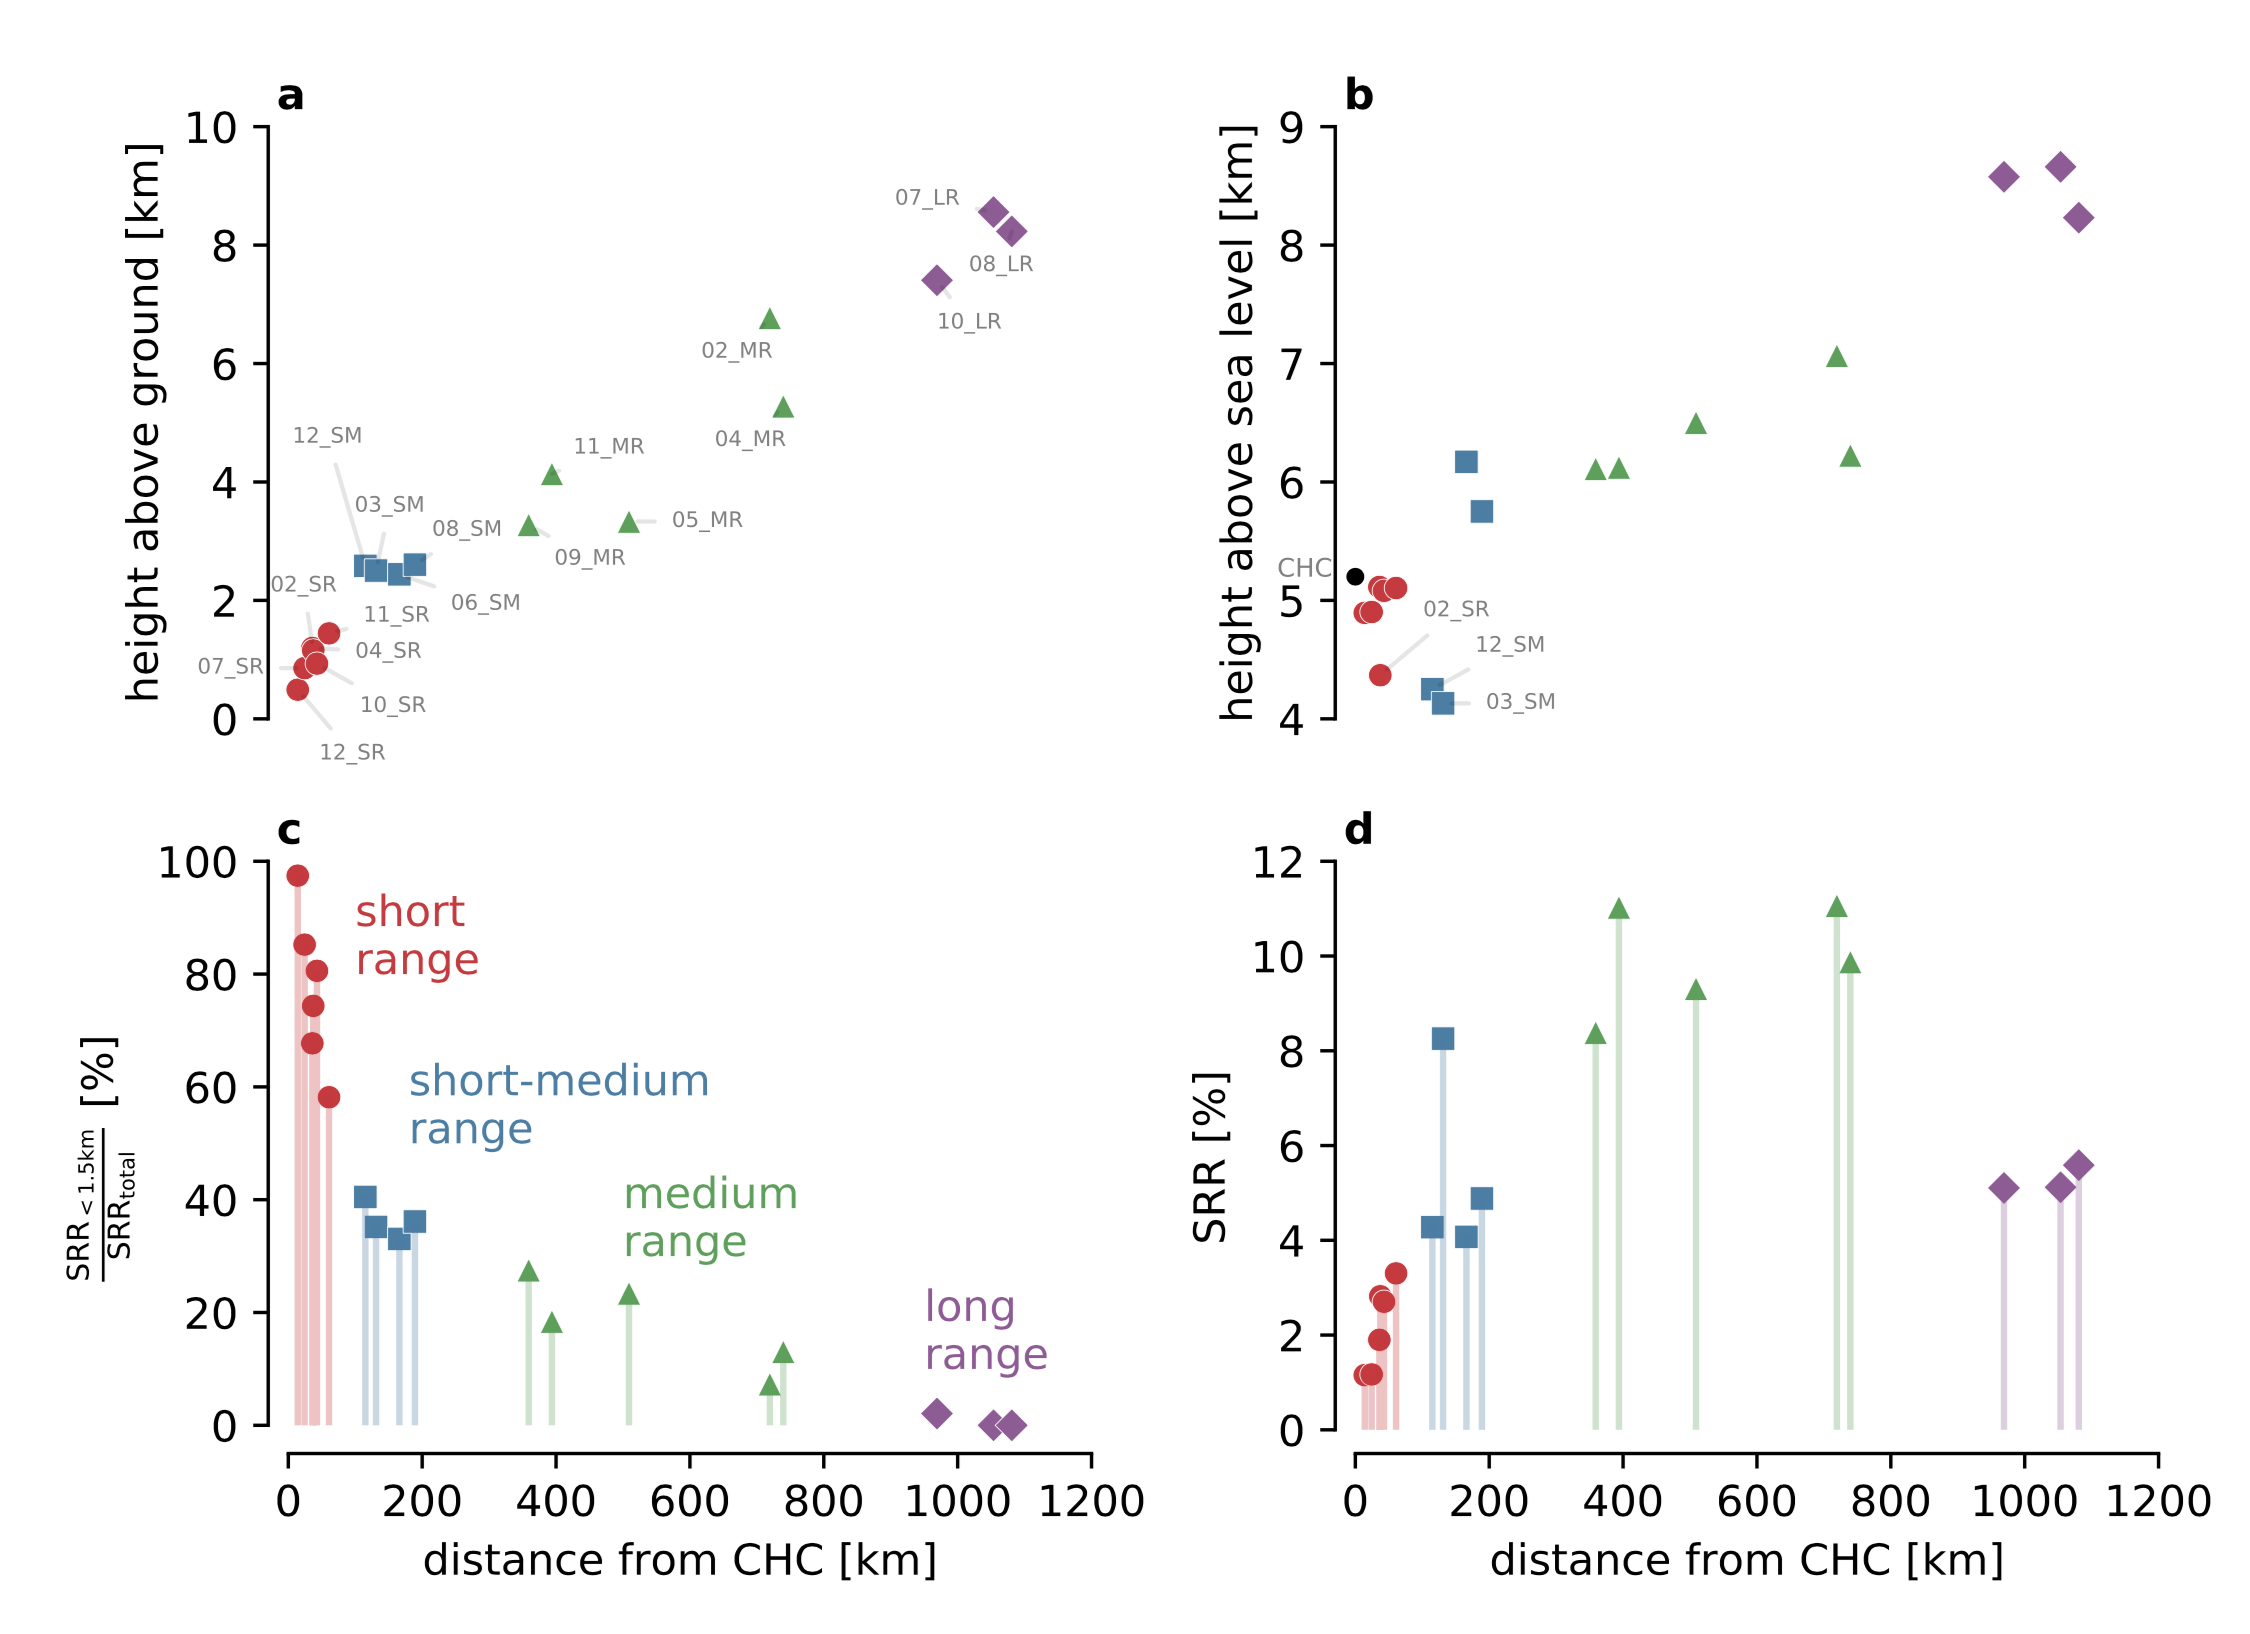 a
height above ground [km]
10
8
6
4
2
0
07_LR
08_LR
10_LR
02_MR
04_MR
12_SM
11_MR
03_SM
08_SM
05_MR
09_MR
02_SR
06_SM
11_SR
04_SR
07_SR
10_SR
12_SR
b
height above sea level [km]
9
8
7
6
5
4
CHC
02_SR
12_SM
03_SM
c
SRR<1.5km
SRRtotal
[%]
100
80
60
40
20
0
short
range
short-medium
range
medium
range
long
range
0 200 400 600 800 1000 1200
distance from CHC [km]
d
SRR [%]
12
10
8
6
4
2
0
0 200 400 600 800 1000 1200
distance from CHC [km]